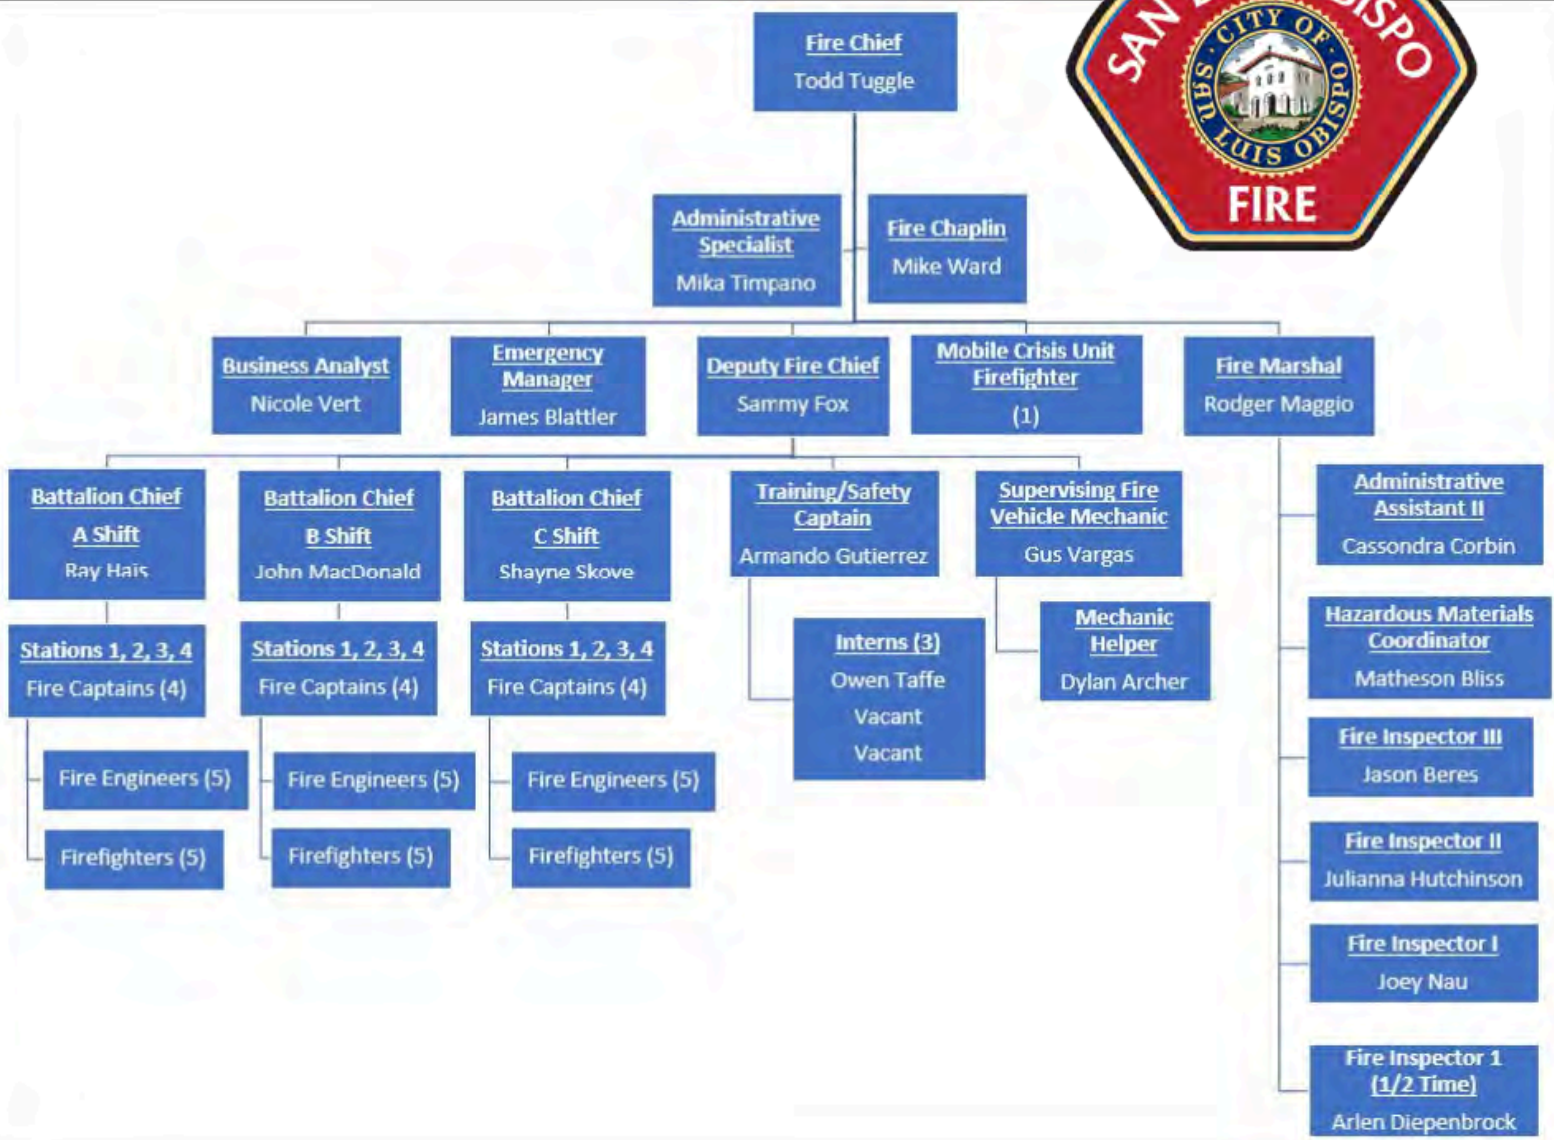 Fire Chief
Todd Tuggle
SAN
OBISPO
CITY OF
SAN LUIS OBISPO
FIRE
Administrative
Specialist
Mika Timpano
Fire Chaplin
Mike Ward
Business Analyst
Nicole Vert
Emergency
Manager
James Blattler
Deputy Fire Chief
Sammy Fox
Mobile Crisis Unit
Firefighter
(1)
Fire Marshal
Rodger Maggio
Battalion Chief
A Shift
Ray Hais
Battalion Chief
B Shift
John MacDonald
Battalion Chief
C Shift
Shayne Skove
Training/Safety
Captain
Armando Gutierrez
Supervising Fire
Vehicle Mechanic
Gus Vargas
Administrative
Assistant II
Cassondra Corbin
Stations 1, 2, 3, 4
Fire Captains (4)
Stations 1, 2, 3, 4
Fire Captains (4)
Stations 1, 2, 3, 4
Fire Captains (4)
Interns (3)
Owen Taffe
Vacant
Vacant
Mechanic
Helper
Dylan Archer
Hazardous Materials
Coordinator
Matheson Bliss
Fire Engineers (5)
Fire Engineers (5)
Fire Engineers (5)
Fire Inspector III
Jason Beres
Firefighters (5)
Firefighters (5)
Firefighters (5)
Fire Inspector II
Julianna Hutchinson
Fire Inspector I
Joey Nau
Fire Inspector 1
(1/2 Time)
Arlen Diepenbrock